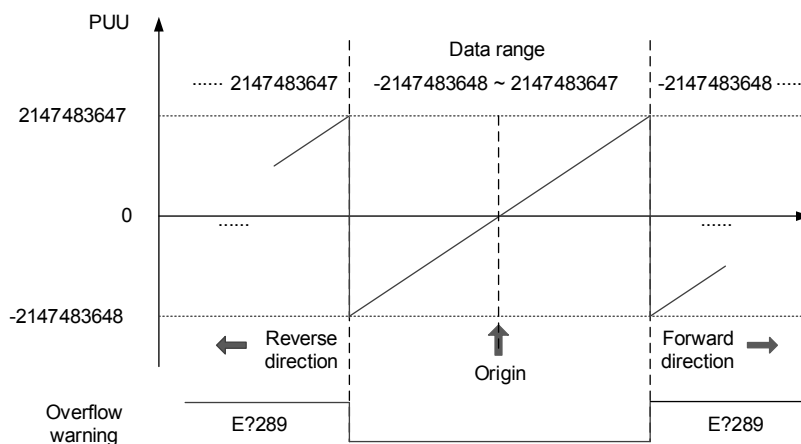 PUU
Data range
...... 2147483647
-2147483648 ~ 2147483647
-2147483648 ......
2147483647
0
......
......
-2147483648
Reverse
direction
Origin
Forward
direction
Overflow
warning
E?289
E?289